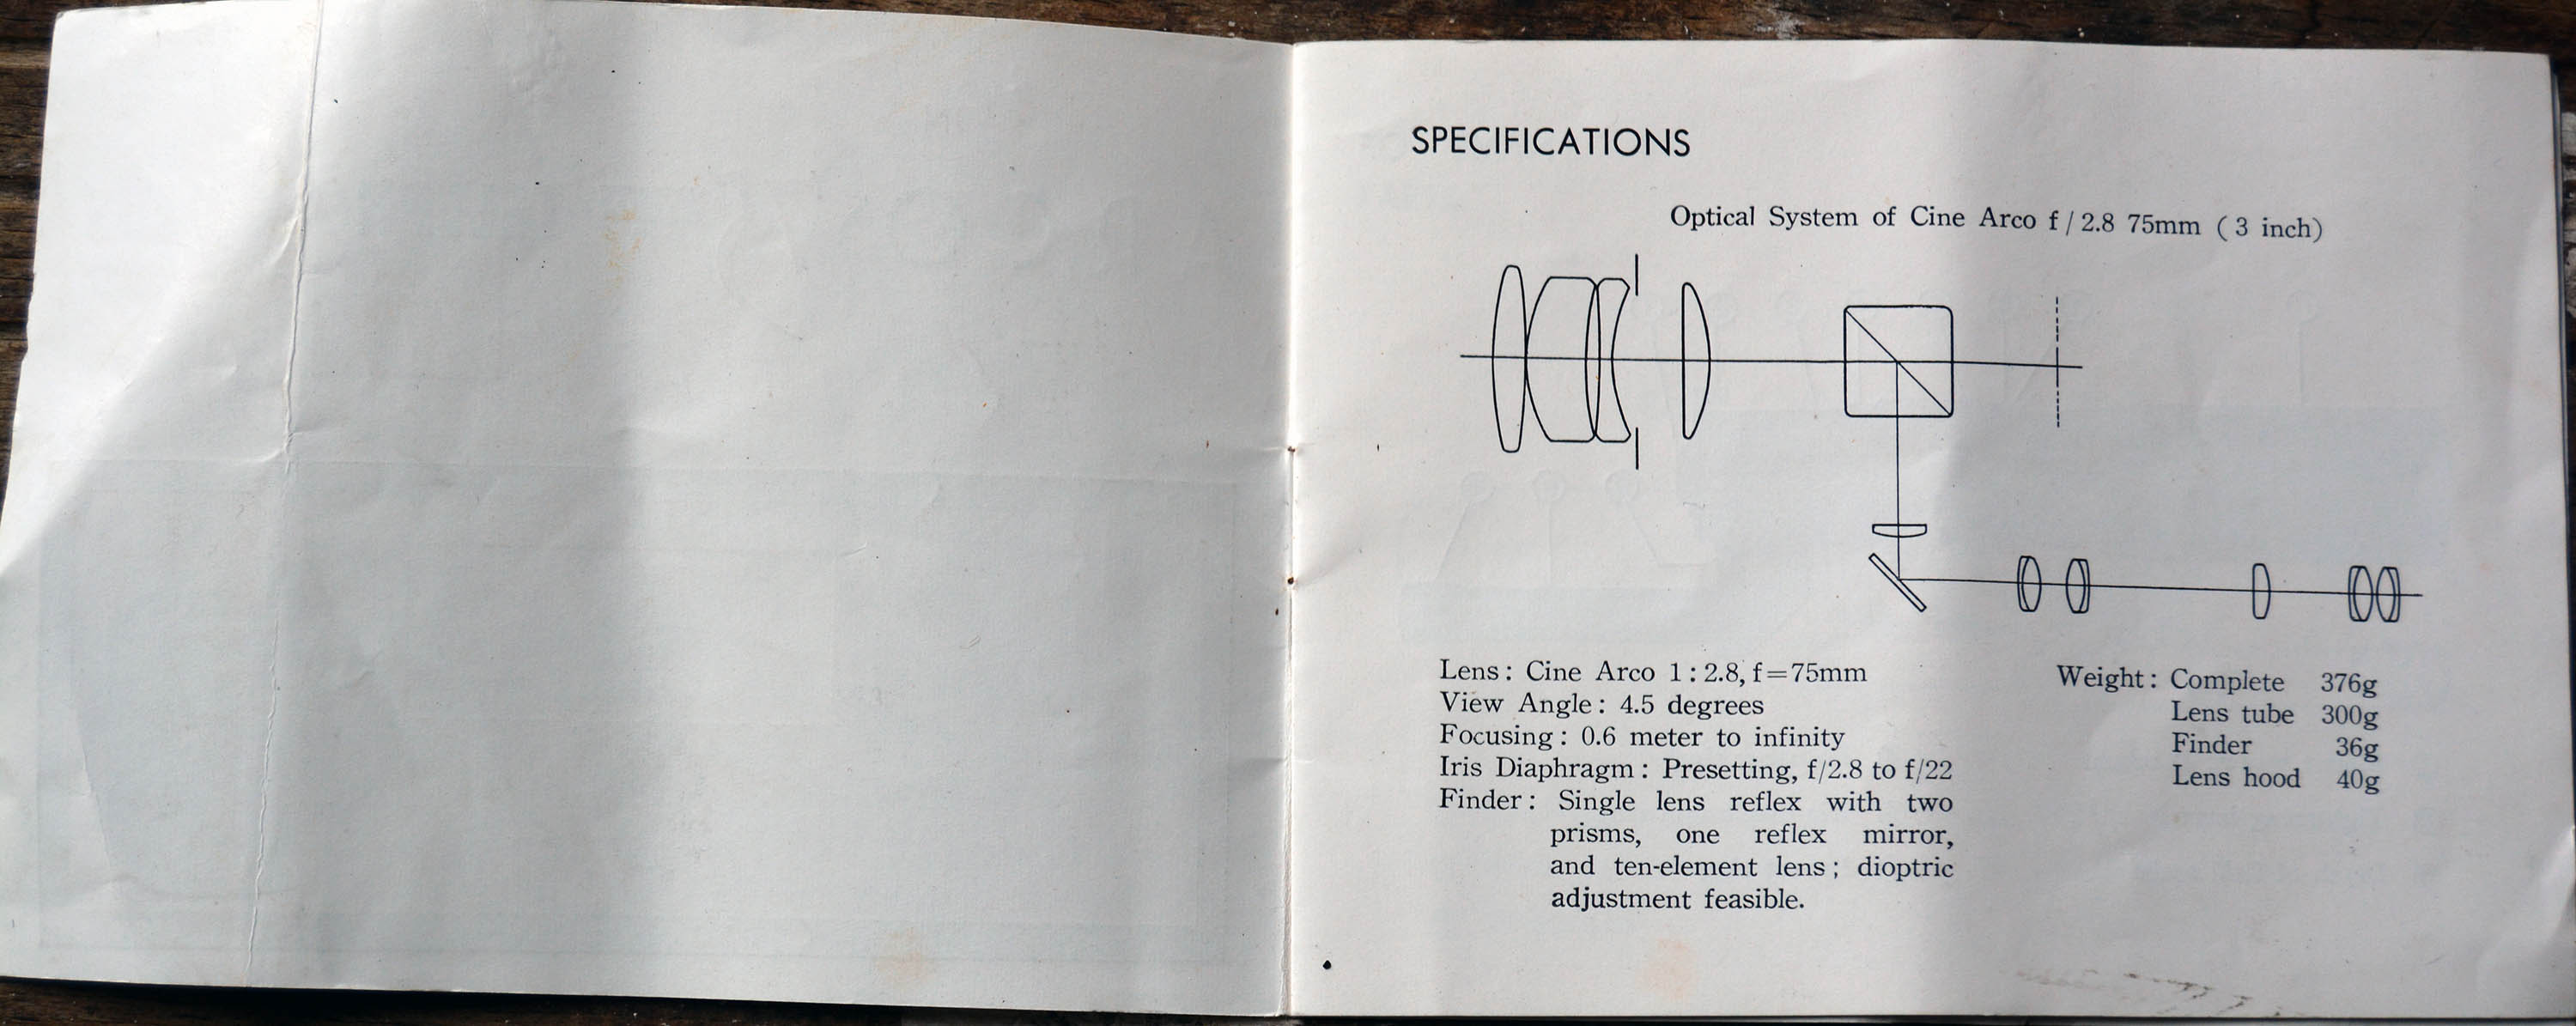 SPECIFICATIONS
Optical System of Cine Arco f / 2.8 75mm ( 3 inch)
Lens : Cine Arco 1 : 2.8, f=75mm
View Angle : 4.5 degrees
Focusing : 0.6 meter to infinity
Iris Diaphragm : Presetting, f/2.8 to f/22
Finder : Single lens reflex with two
prisms, one reflex mirror,
and ten-element lens ; dioptric
adjustment feasible.
Weight : Complete 376g
Lens tube 300g
Finder 36g
Lens hood 40g